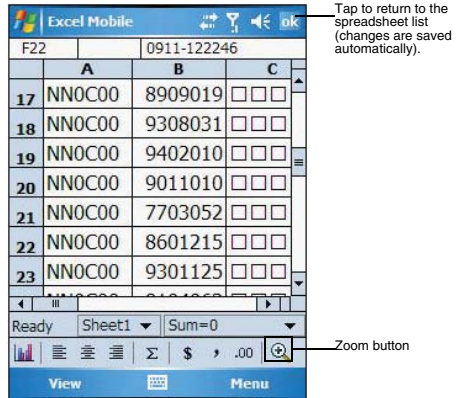 Excel Mobile ok
Tap to return to the
spreadsheet list
(changes are saved
automatically).
F22 0911-122246
A B C
17 NN0C00 8909019 □□□
18 NN0C00 9308031 □□□
19 NN0C00 9402010 □□□
20 NN0C00 9011010 □□□
21 NN0C00 7703052 □□□
22 NN0C00 8601215 □□□
23 NN0C00 9301125 □□□
Ready Sheet1 Sum=0
Σ $ , .00
Zoom button
View Menu